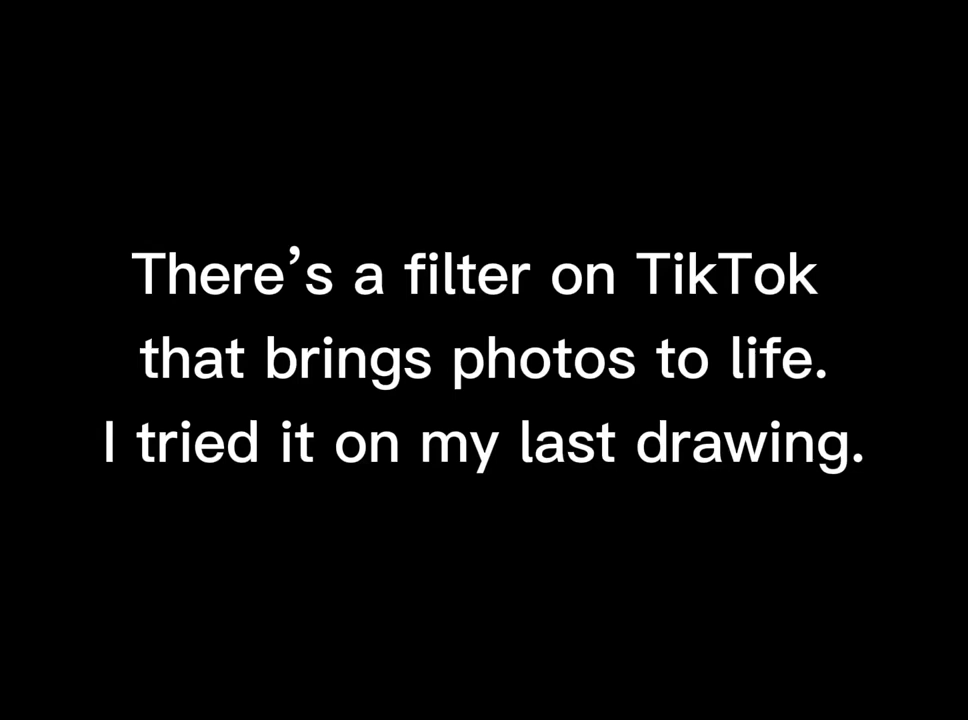 There’s a filter on TikTok
that brings photos to life.
I tried it on my last drawing.